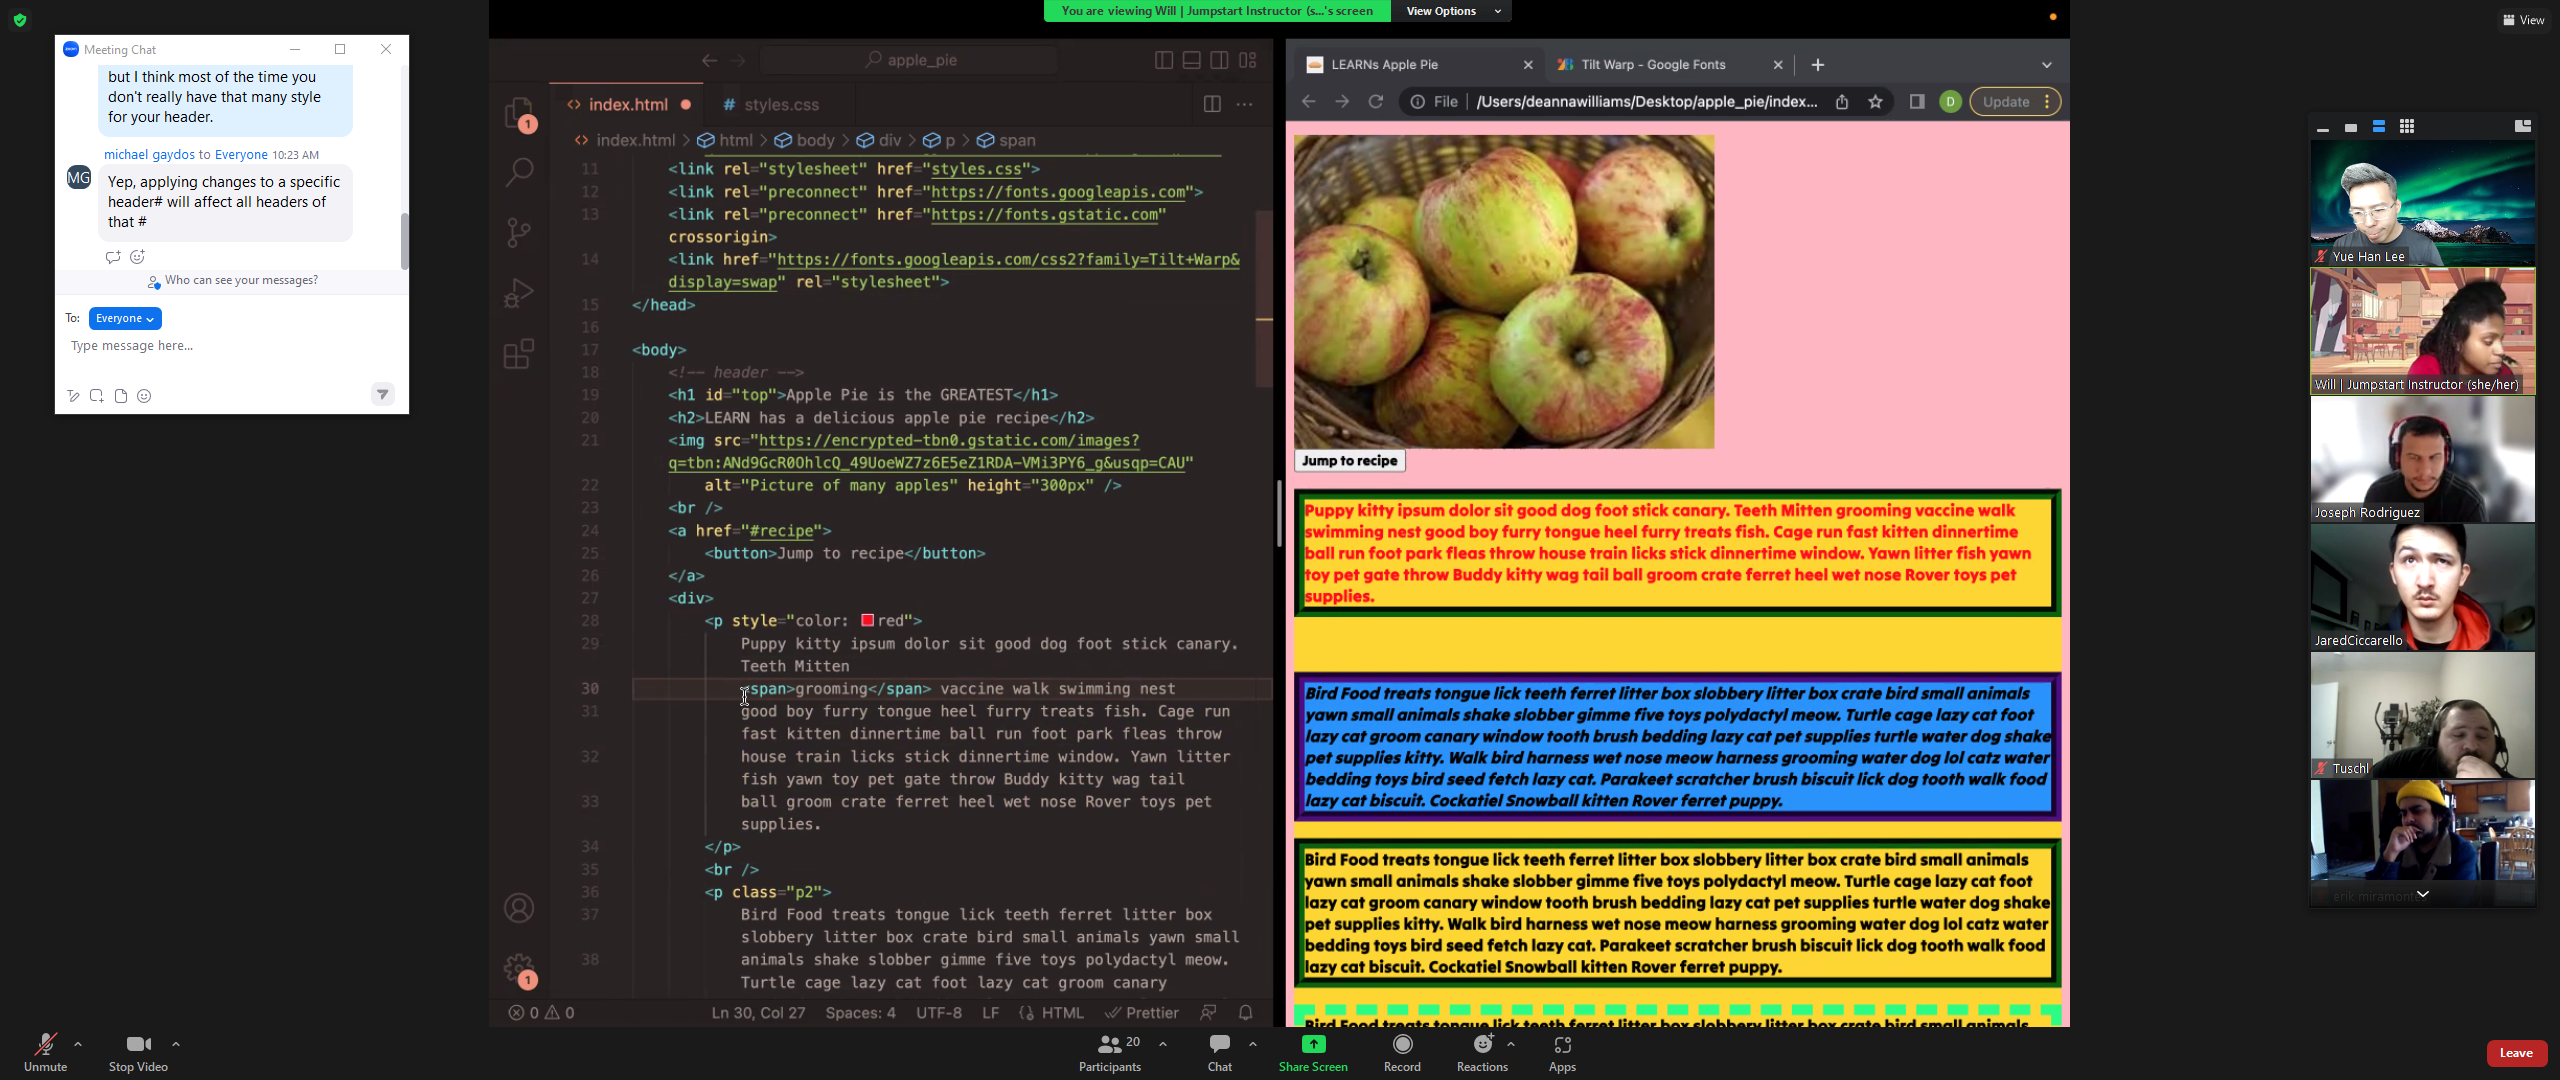 You are viewing Will | Jumpstart Instructor (s...'s screen
View Options
View
Meeting Chat
but I think most of the time you
don't really have that many style
for your header.
michael gaydos to Everyone 10:23 AM
MG
Yep, applying changes to a specific
header# will affect all headers of
that #
Who can see your messages?
To: Everyone
Type message here...
apple_pie
index.html
# styles.css
1
index.html > html > body > div > p > span
11 <link rel="stylesheet" href="styles.css">
12 <link rel="preconnect" href="https://fonts.googleapis.com">
13 <link rel="preconnect" href="https://fonts.gstatic.com"
crossorigin>
14 <link href="https://fonts.googleapis.com/css2?family=Tilt+Warp&
display=swap" rel="stylesheet">
15 </head>
16
17 <body>
18 <!-- header -->
19 <h1 id="top">Apple Pie is the GREATEST</h1>
20 <h2>LEARN has a delicious apple pie recipe</h2>
21 <img src="https://encrypted-tbn0.gstatic.com/images?
q=tbn:ANd9GcR0OhlcQ_49UoeWZ7z6E5eZ1RDA-VMi3PY6_g&usqp=CAU"
22 alt="Picture of many apples" height="300px" />
23 <br />
24 <a href="#recipe">
25 <button>Jump to recipe</button>
26 </a>
27 <div>
28 <p style="color: red">
29 Puppy kitty ipsum dolor sit good dog foot stick canary.
Teeth Mitten
30 <span>grooming</span> vaccine walk swimming nest
31 good boy furry tongue heel furry treats fish. Cage run
fast kitten dinnertime ball run foot park fleas throw
32 house train licks stick dinnertime window. Yawn litter
fish yawn toy pet gate throw Buddy kitty wag tail
33 ball groom crate ferret heel wet nose Rover toys pet
supplies.
34 </p>
35 <br />
36 <p class="p2">
37 Bird Food treats tongue lick teeth ferret litter box
slobbery litter box crate bird small animals yawn small
38 animals shake slobber gimme five toys polydactyl meow.
Turtle cage lazy cat foot lazy cat groom canary
1
0 0 Ln 30, Col 27 Spaces: 4 UTF-8 LF HTML Prettier
LEARNs Apple Pie
Tilt Warp - Google Fonts
File /Users/deannawilliams/Desktop/apple_pie/index...
D
Update
Jump to recipe
Puppy kitty ipsum dolor sit good dog foot stick canary. Teeth Mitten grooming vaccine walk
swimming nest good boy furry tongue heel furry treats fish. Cage run fast kitten dinnertime
ball run foot park fleas throw house train licks stick dinnertime window. Yawn litter fish yawn
toy pet gate throw Buddy kitty wag tail ball groom crate ferret heel wet nose Rover toys pet
supplies.
Bird Food treats tongue lick teeth ferret litter box slobbery litter box crate bird small animals
yawn small animals shake slobber gimme five toys polydactyl meow. Turtle cage lazy cat foot
lazy cat groom canary window tooth brush bedding lazy cat pet supplies turtle water dog shake
pet supplies kitty. Walk bird harness wet nose meow harness grooming water dog lol catz water
bedding toys bird seed fetch lazy cat. Parakeet scratcher brush biscuit lick dog tooth walk food
lazy cat biscuit. Cockatiel Snowball kitten Rover ferret puppy.
Bird Food treats tongue lick teeth ferret litter box slobbery litter box crate bird small animals
yawn small animals shake slobber gimme five toys polydactyl meow. Turtle cage lazy cat foot
lazy cat groom canary window tooth brush bedding lazy cat pet supplies turtle water dog shake
pet supplies kitty. Walk bird harness wet nose meow harness grooming water dog lol catz water
bedding toys bird seed fetch lazy cat. Parakeet scratcher brush biscuit lick dog tooth walk food
lazy cat biscuit. Cockatiel Snowball kitten Rover ferret puppy.
Bird Food treats tongue lick teeth ferret litter box slobbery litter box crate bird small animals
Yue Han Lee
Will | Jumpstart Instructor (she/her)
Joseph Rodriguez
JaredCiccarello
Tuschl
Unmute
Stop Video
20
Participants
Chat
Share Screen
Record
Reactions
Apps
Leave